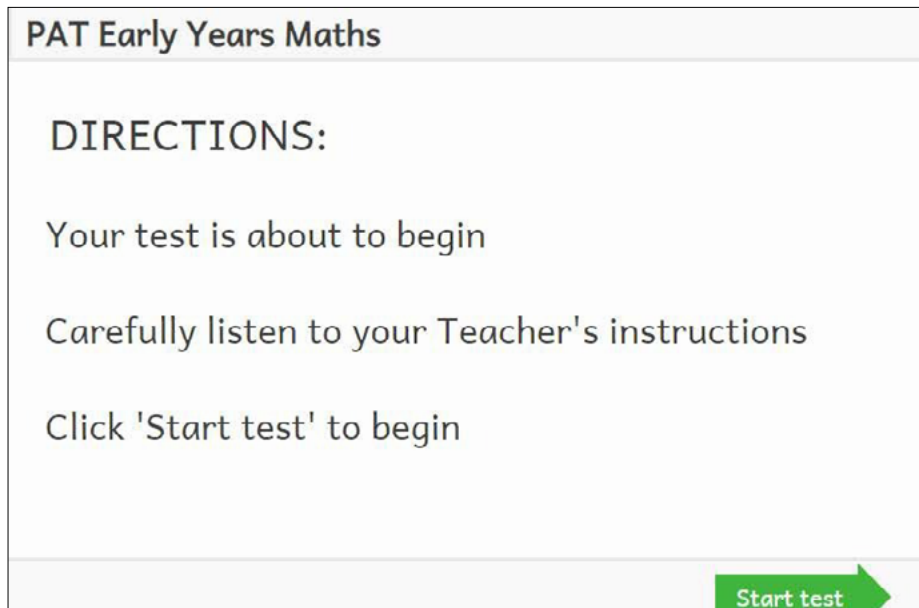 PAT Early Years Maths
DIRECTIONS:
Your test is about to begin
Carefully listen to your Teacher's instructions
Click 'Start test' to begin
Start test